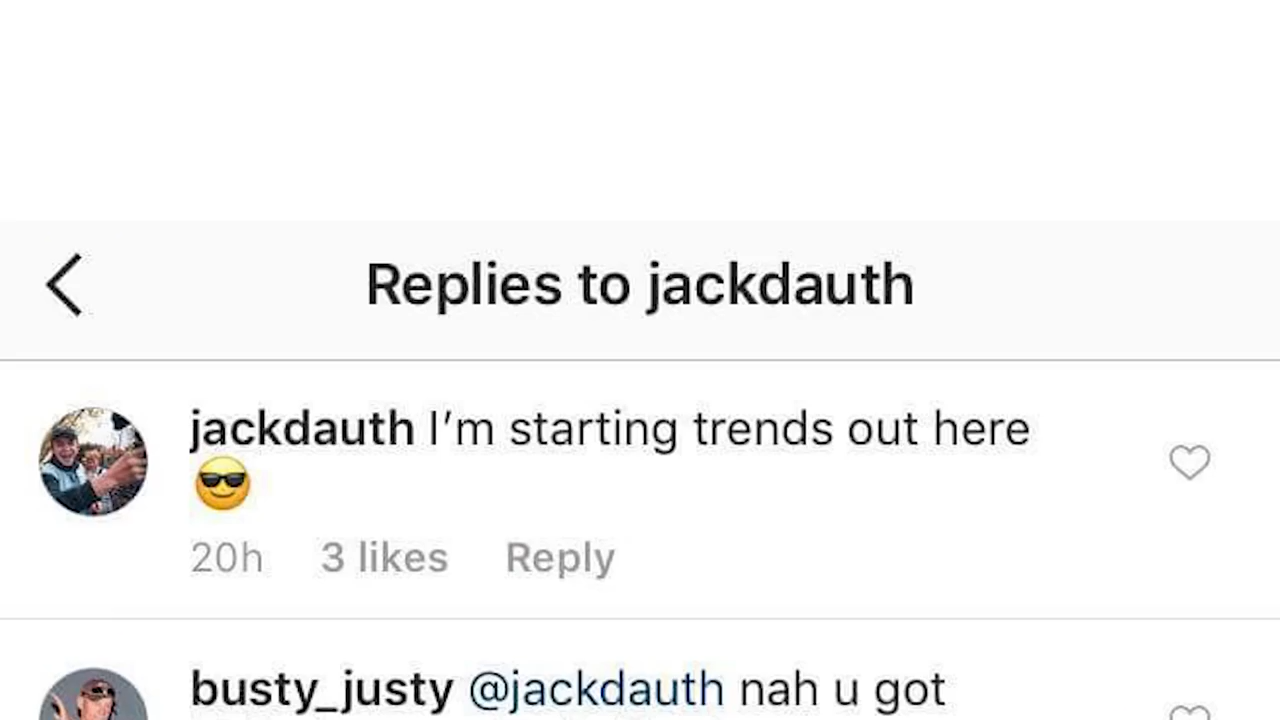 Replies to jackdauth
jackdauth I’m starting trends out here
😎
20h 3 likes Reply
busty_justy @jackdauth nah u got